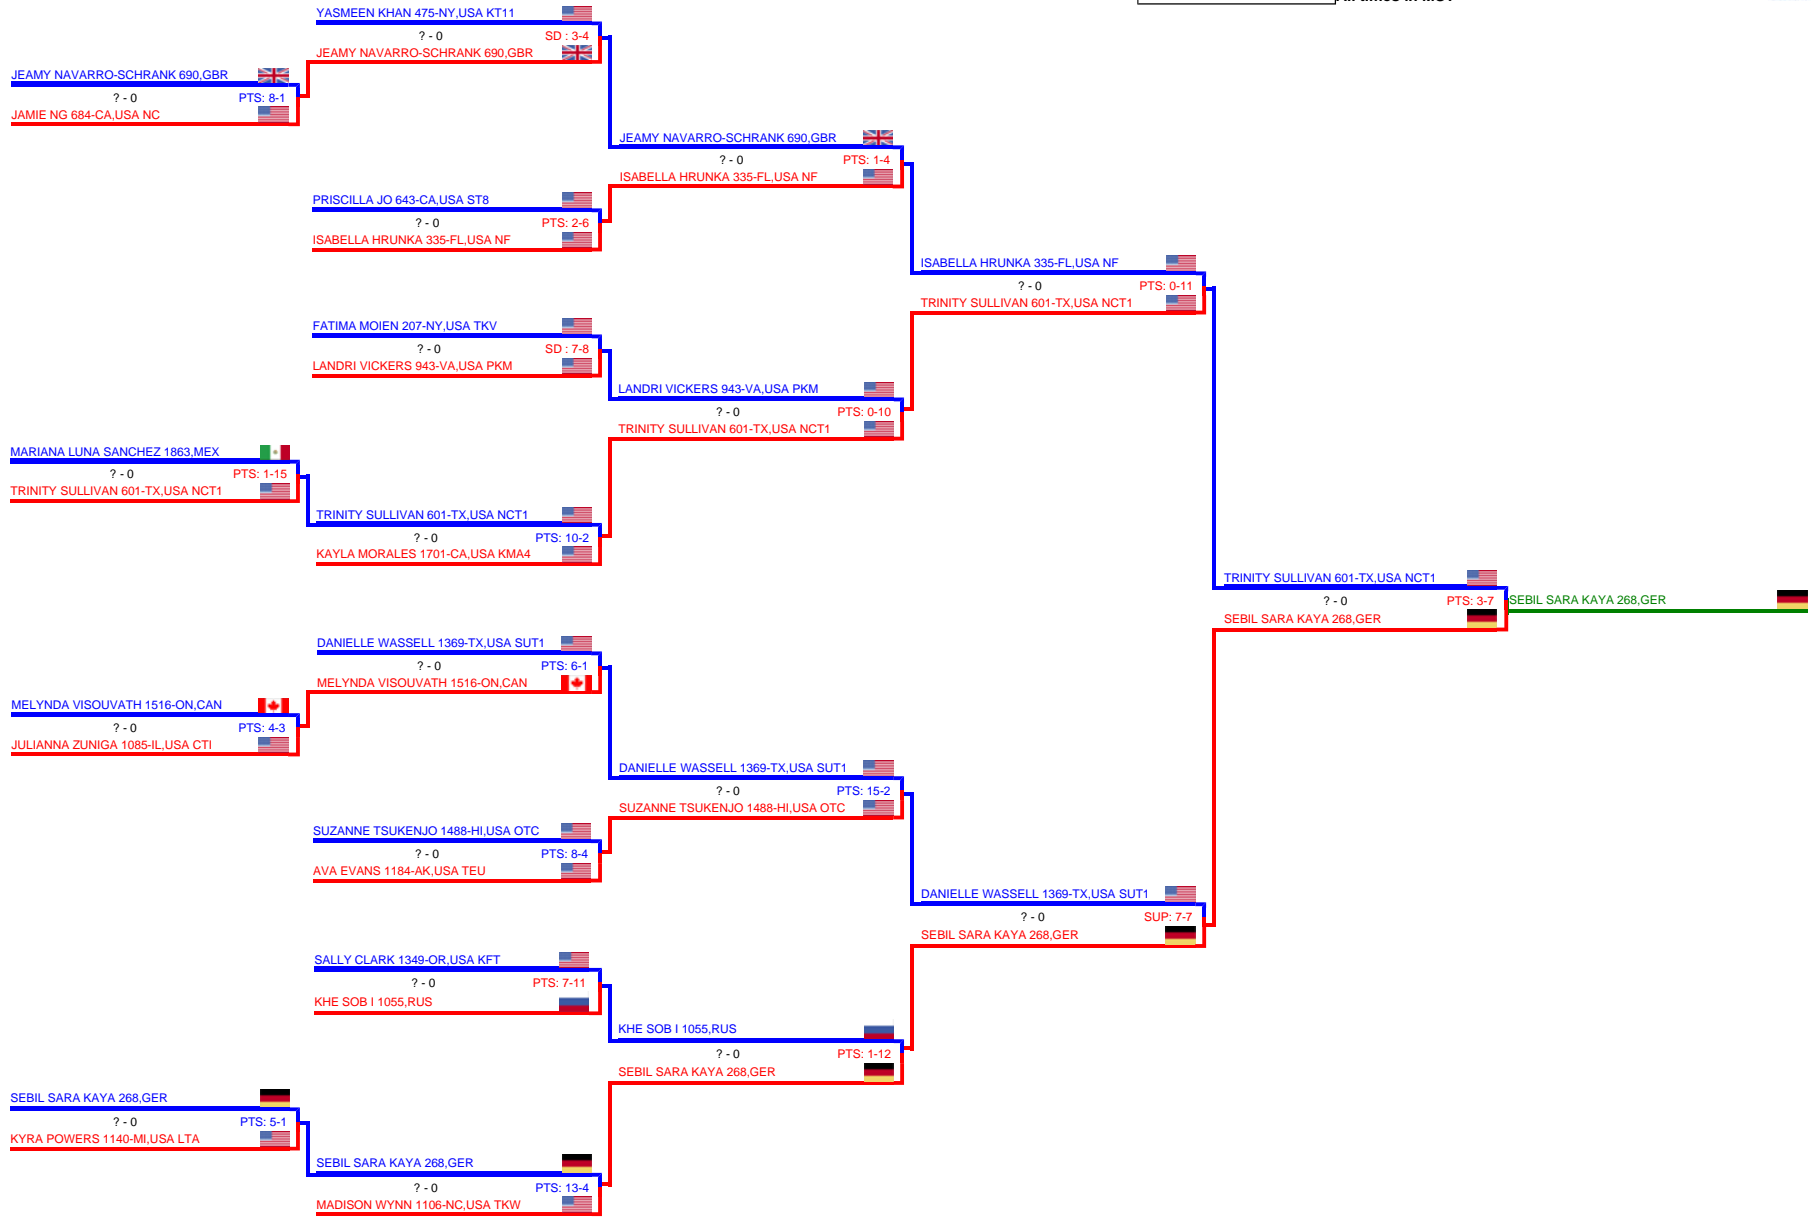 YASMEEN KHAN 475-NY,USA KT11
? - 0 SD : 3-4
JEAMY NAVARRO-SCHRANK 690,GBR
JEAMY NAVARRO-SCHRANK 690,GBR
? - 0 PTS: 8-1
JAMIE NG 684-CA,USA NC
JEAMY NAVARRO-SCHRANK 690,GBR
? - 0 PTS: 1-4
ISABELLA HRUNKA 335-FL,USA NF
PRISCILLA JO 643-CA,USA ST8
? - 0 PTS: 2-6
ISABELLA HRUNKA 335-FL,USA NF
ISABELLA HRUNKA 335-FL,USA NF
? - 0 PTS: 0-11
TRINITY SULLIVAN 601-TX,USA NCT1
FATIMA MOIEN 207-NY,USA TKV
? - 0 SD : 7-8
LANDRI VICKERS 943-VA,USA PKM
LANDRI VICKERS 943-VA,USA PKM
? - 0 PTS: 0-10
TRINITY SULLIVAN 601-TX,USA NCT1
MARIANA LUNA SANCHEZ 1863,MEX
? - 0 PTS: 1-15
TRINITY SULLIVAN 601-TX,USA NCT1
TRINITY SULLIVAN 601-TX,USA NCT1
? - 0 PTS: 10-2
KAYLA MORALES 1701-CA,USA KMA4
TRINITY SULLIVAN 601-TX,USA NCT1
? - 0 PTS: 3-7
SEBIL SARA KAYA 268,GER
SEBIL SARA KAYA 268,GER
DANIELLE WASSELL 1369-TX,USA SUT1
? - 0 PTS: 6-1
MELYNDA VISOUVATH 1516-ON,CAN
MELYNDA VISOUVATH 1516-ON,CAN
? - 0 PTS: 4-3
JULIANNA ZUNIGA 1085-IL,USA CTI
DANIELLE WASSELL 1369-TX,USA SUT1
? - 0 PTS: 15-2
SUZANNE TSUKENJO 1488-HI,USA OTC
SUZANNE TSUKENJO 1488-HI,USA OTC
? - 0 PTS: 8-4
AVA EVANS 1184-AK,USA TEU
DANIELLE WASSELL 1369-TX,USA SUT1
? - 0 SUP: 7-7
SEBIL SARA KAYA 268,GER
SALLY CLARK 1349-OR,USA KFT
? - 0 PTS: 7-11
KHE SOB I 1055,RUS
KHE SOB I 1055,RUS
? - 0 PTS: 1-12
SEBIL SARA KAYA 268,GER
SEBIL SARA KAYA 268,GER
? - 0 PTS: 5-1
KYRA POWERS 1140-MI,USA LTA
SEBIL SARA KAYA 268,GER
? - 0 PTS: 13-4
MADISON WYNN 1106-NC,USA TKW